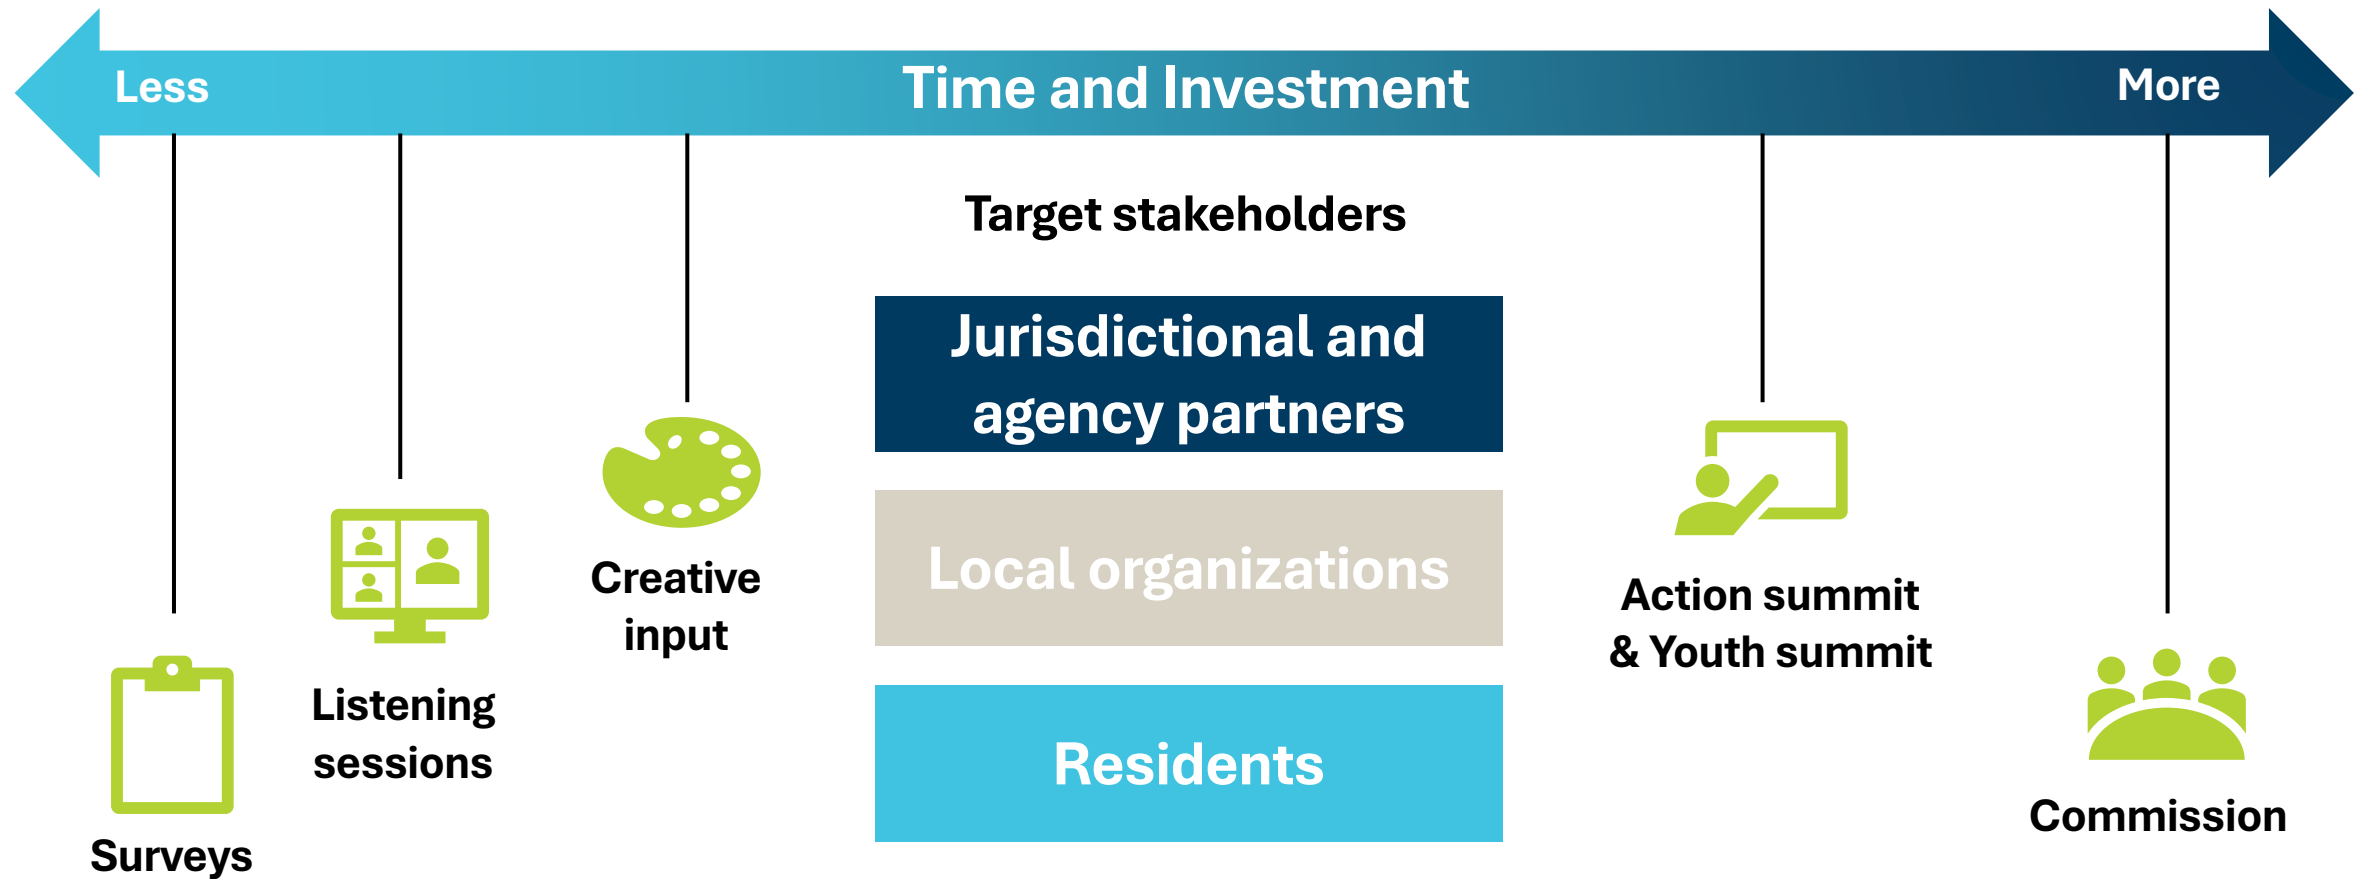 Less
Time and Investment
More
Target stakeholders
Jurisdictional and
agency partners
Local organizations
Residents
Surveys
Listening
sessions
Creative
input
Action summit
& Youth summit
Commission